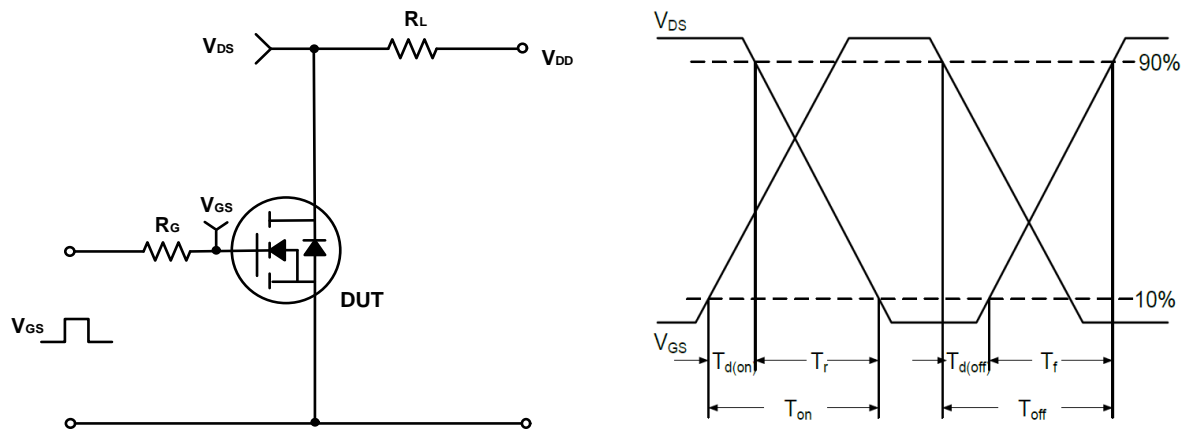 RL
VDS
VDD
VGS
RG
DUT
VGS
VDS
90%
10%
VGS
Td(on)
Tr
Td(off)
Tf
Ton
Toff